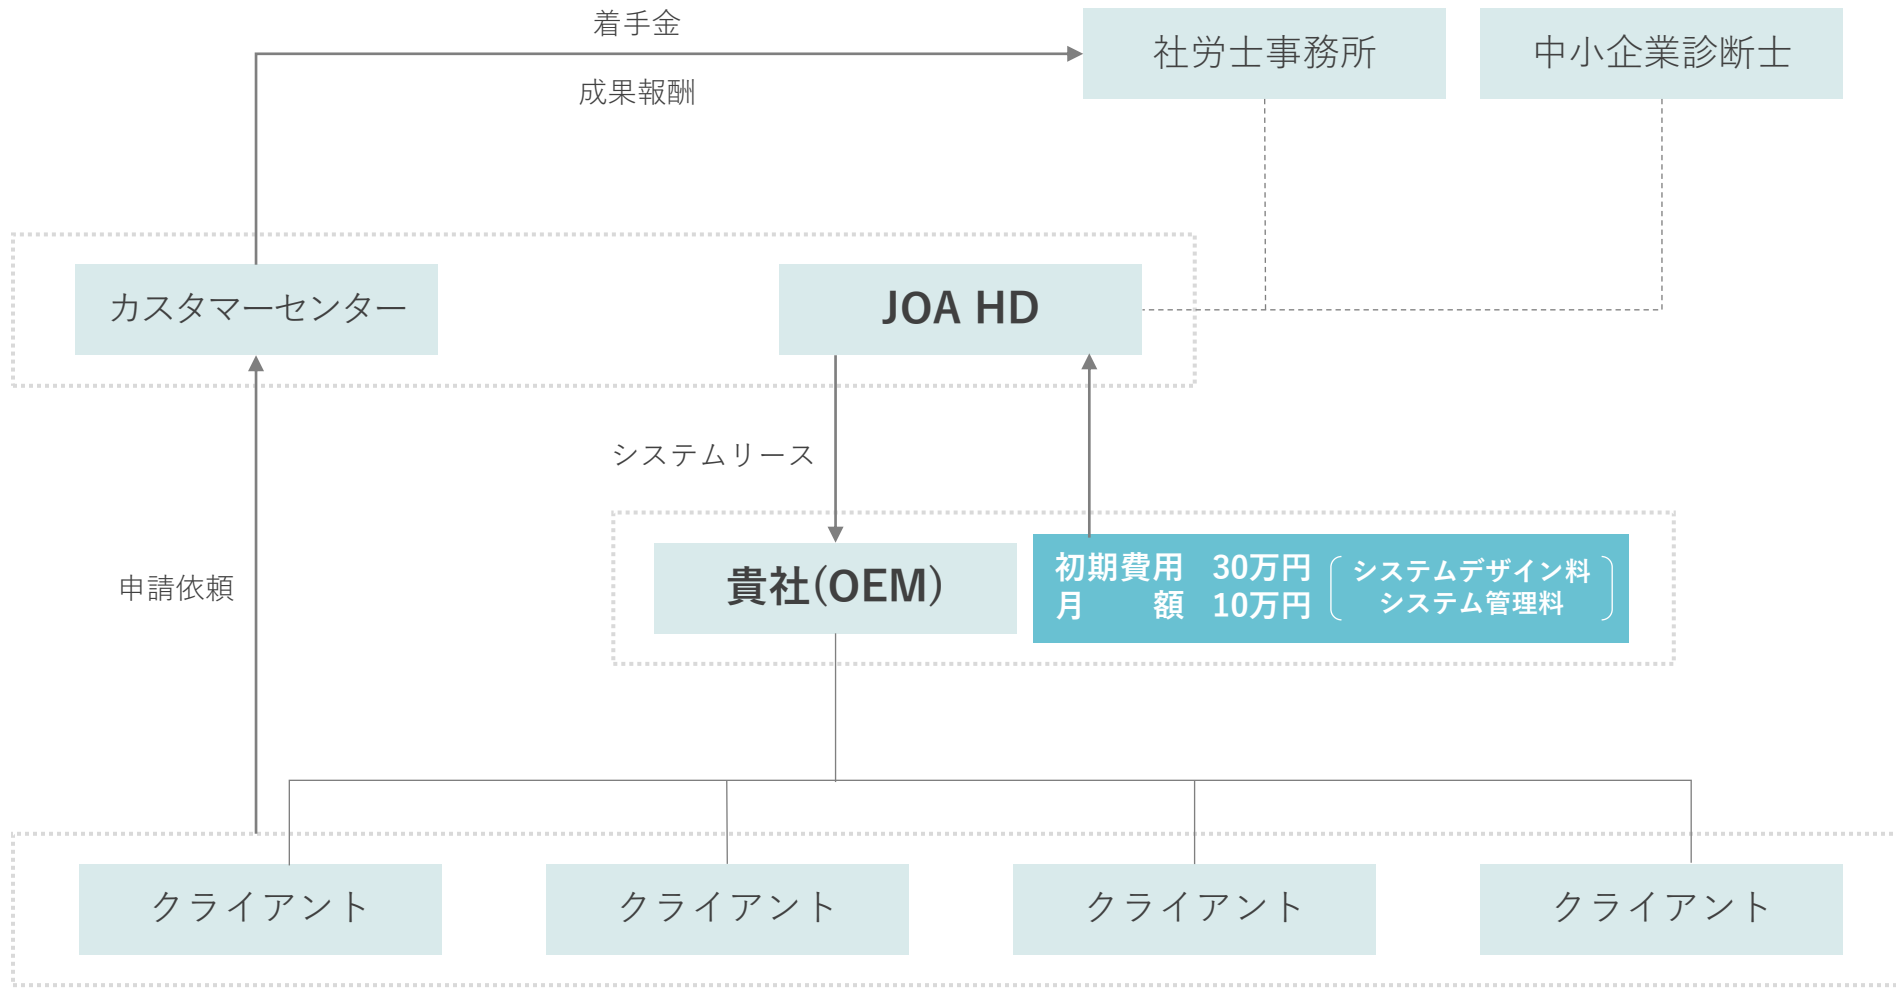 着手金
成果報酬
社労士事務所
中小企業診断士
カスタマーセンター
JOA HD
システムリース
申請依頼
貴社(OEM)
初期費用 30万円
月 額 10万円
システムデザイン料
システム管理料
クライアント
クライアント
クライアント
クライアント